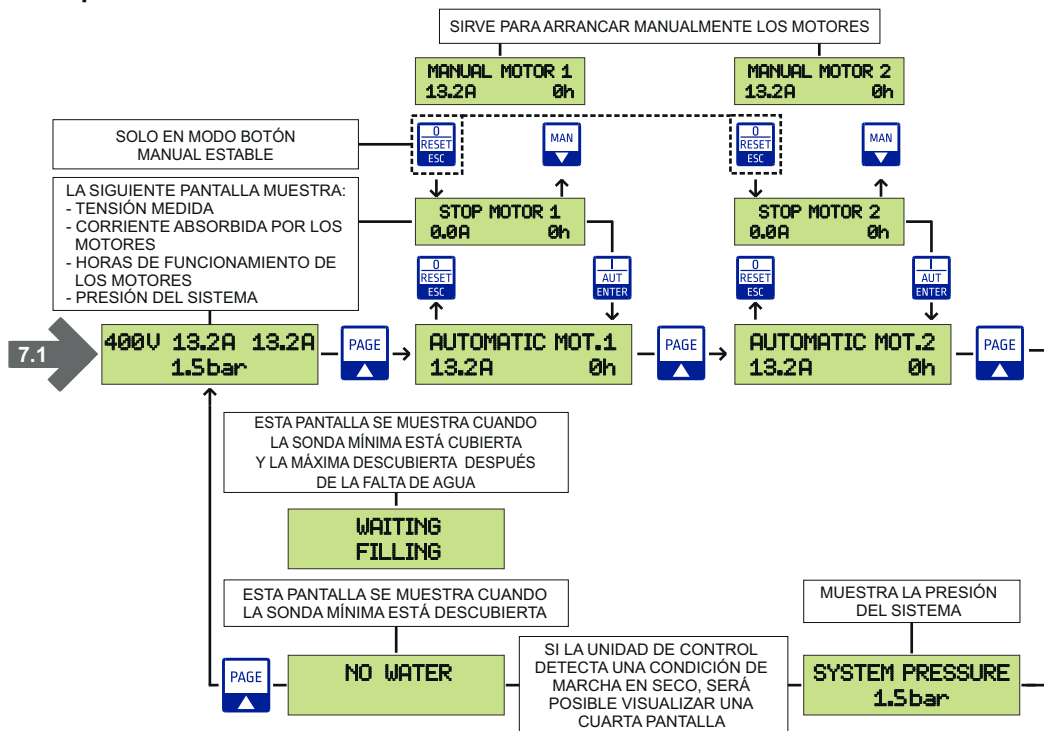 SIRVE PARA ARRANCAR MANUALMENTE LOS MOTORES
MANUAL MOTOR 1
13.2A 0h
MANUAL MOTOR 2
13.2A 0h
SOLO EN MODO BOTÓN
MANUAL ESTABLE
0
RESET
ESC
MAN
0
RESET
ESC
MAN
LA SIGUIENTE PANTALLA MUESTRA:
- TENSIÓN MEDIDA
- CORRIENTE ABSORBIDA POR LOS
MOTORES
- HORAS DE FUNCIONAMIENTO DE
LOS MOTORES
- PRESIÓN DEL SISTEMA
STOP MOTOR 1
0.0A 0h
STOP MOTOR 2
0.0A 0h
0
RESET
ESC
I
AUT
ENTER
0
RESET
ESC
I
AUT
ENTER
7.1
400V 13.2A 13.2A
1.5bar
PAGE
AUTOMATIC MOT.1
13.2A 0h
PAGE
AUTOMATIC MOT.2
13.2A 0h
PAGE
ESTA PANTALLA SE MUESTRA CUANDO
LA SONDA MÍNIMA ESTÁ CUBIERTA
Y LA MÁXIMA DESCUBIERTA DESPUÉS
DE LA FALTA DE AGUA
WAITING
FILLING
ESTA PANTALLA SE MUESTRA CUANDO
LA SONDA MÍNIMA ESTÁ DESCUBIERTA
MUESTRA LA PRESIÓN
DEL SISTEMA
PAGE
NO WATER
SI LA UNIDAD DE CONTROL
DETECTA UNA CONDICIÓN DE
MARCHA EN SECO, SERÁ
POSIBLE VISUALIZAR UNA
CUARTA PANTALLA
SYSTEM PRESSURE
1.5bar